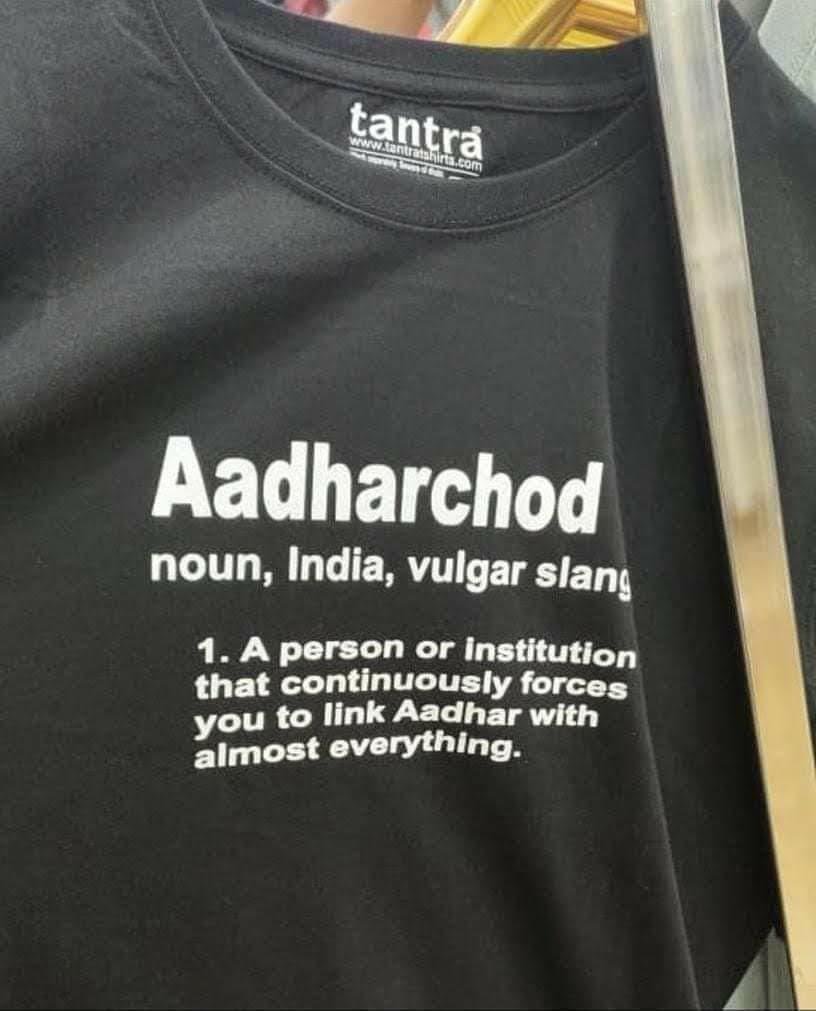 tantra
www.tantratshirts.com
Aadharchod
noun, India, vulgar slang
1. A person or institution
that continuously forces
you to link Aadhar with
almost everything.